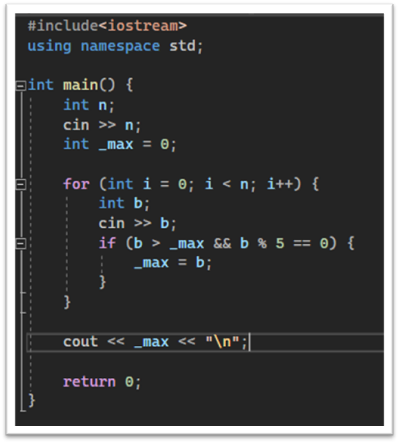 #include<iostream>
using namespace std;
int main() {
int n;
cin >> n;
int _max = 0;
for (int i = 0; i < n; i++) {
int b;
cin >> b;
if (b > _max && b % 5 == 0) {
_max = b;
}
}
cout << _max << "\n";
return 0;
}